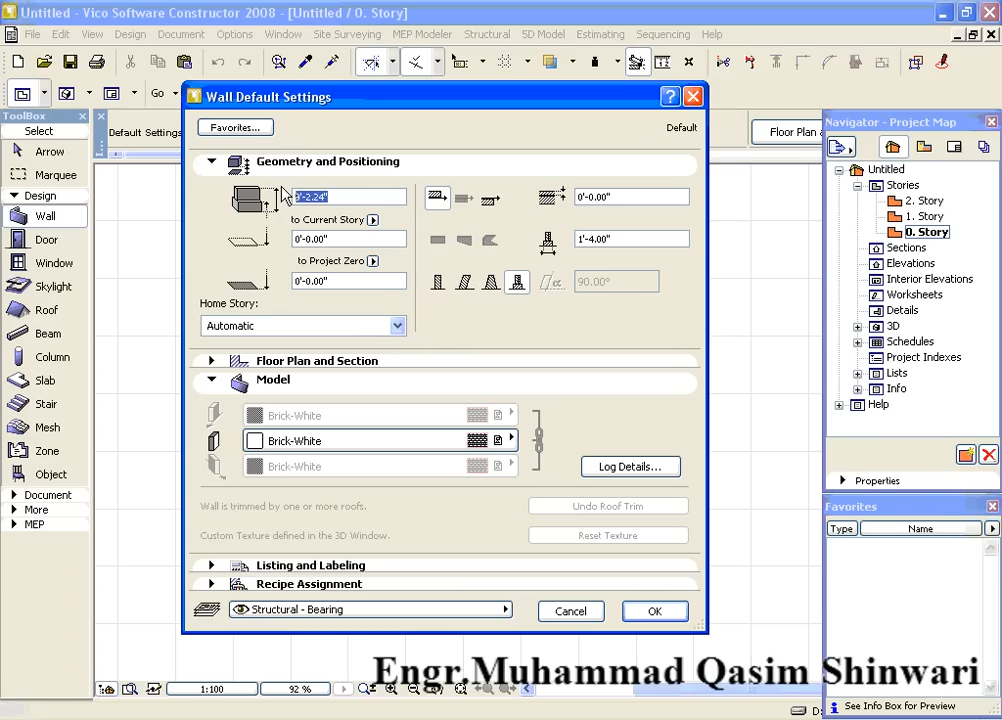 Untitled - Vico Software Constructor 2008 - [Untitled / 0. Story]
File Edit View Design Document Options Window Site Surveying MEP Modeler Structural 5D Model Estimating Sequencing Help
Go
ToolBox
Select
Arrow
Marquee
Design
Wall
Door
Window
Skylight
Roof
Beam
Column
Slab
Stair
Mesh
Zone
Object
Document
More
MEP
Default Settings
Floor Plan a
Wall Default Settings
Favorites...
Default
Geometry and Positioning
9'-2.24"
to Current Story
0'-0.00"
to Project Zero
0'-0.00"
Home Story:
Automatic
0'-0.00"
1'-4.00"
90.00°
Floor Plan and Section
Model
Brick-White
Brick-White
Brick-White
Log Details...
Wall is trimmed by one or more roofs.
Undo Roof Trim
Custom Texture defined in the 3D Window.
Reset Texture
Listing and Labeling
Recipe Assignment
Structural - Bearing
Cancel
OK
Navigator - Project Map
Untitled
Stories
2. Story
1. Story
0. Story
Sections
Elevations
Interior Elevations
Worksheets
Details
3D
Schedules
Project Indexes
Lists
Info
Help
Properties
Favorites
Type Name
See Info Box for Preview
1:100
92 %
Engr.Muhammad Qasim Shinwari